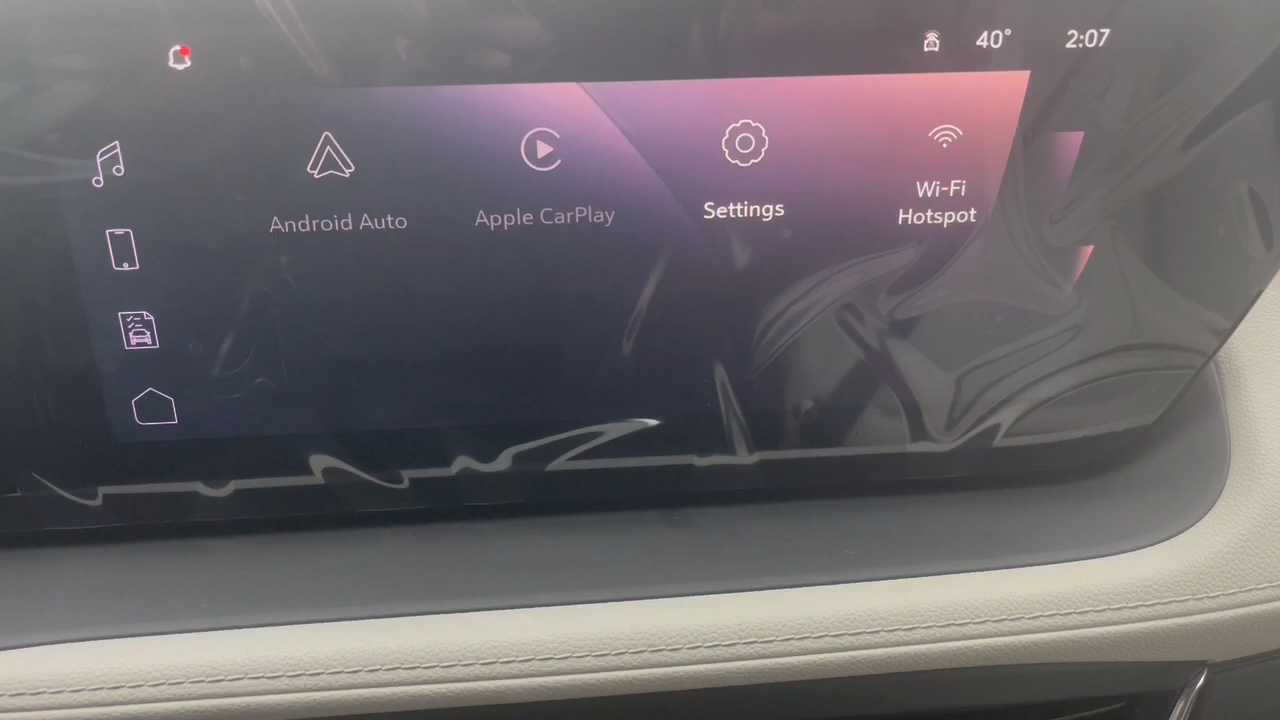 40° 2:07
Android Auto
Apple CarPlay
Settings
Wi-Fi
Hotspot